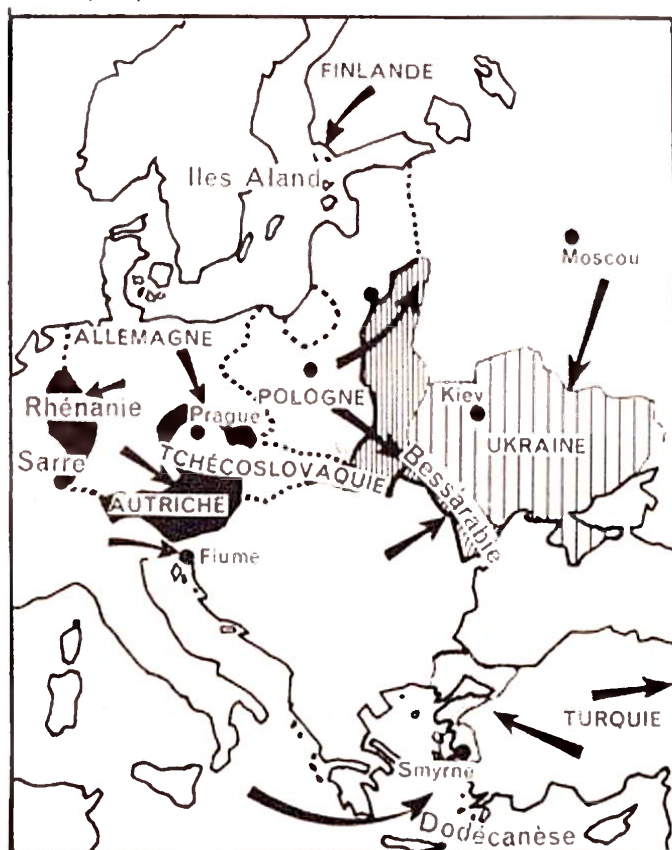 FINLANDE
Iles Aland
Moscou
ALLEMAGNE
Rhénanie
Prague
POLOGNE
Kiev
UKRAINE
Sarre
TCHÉCOSLOVAQUIE
Bessarabie
AUTRICHE
Fiume
TURQUIE
Smyrne
Dodécanèse